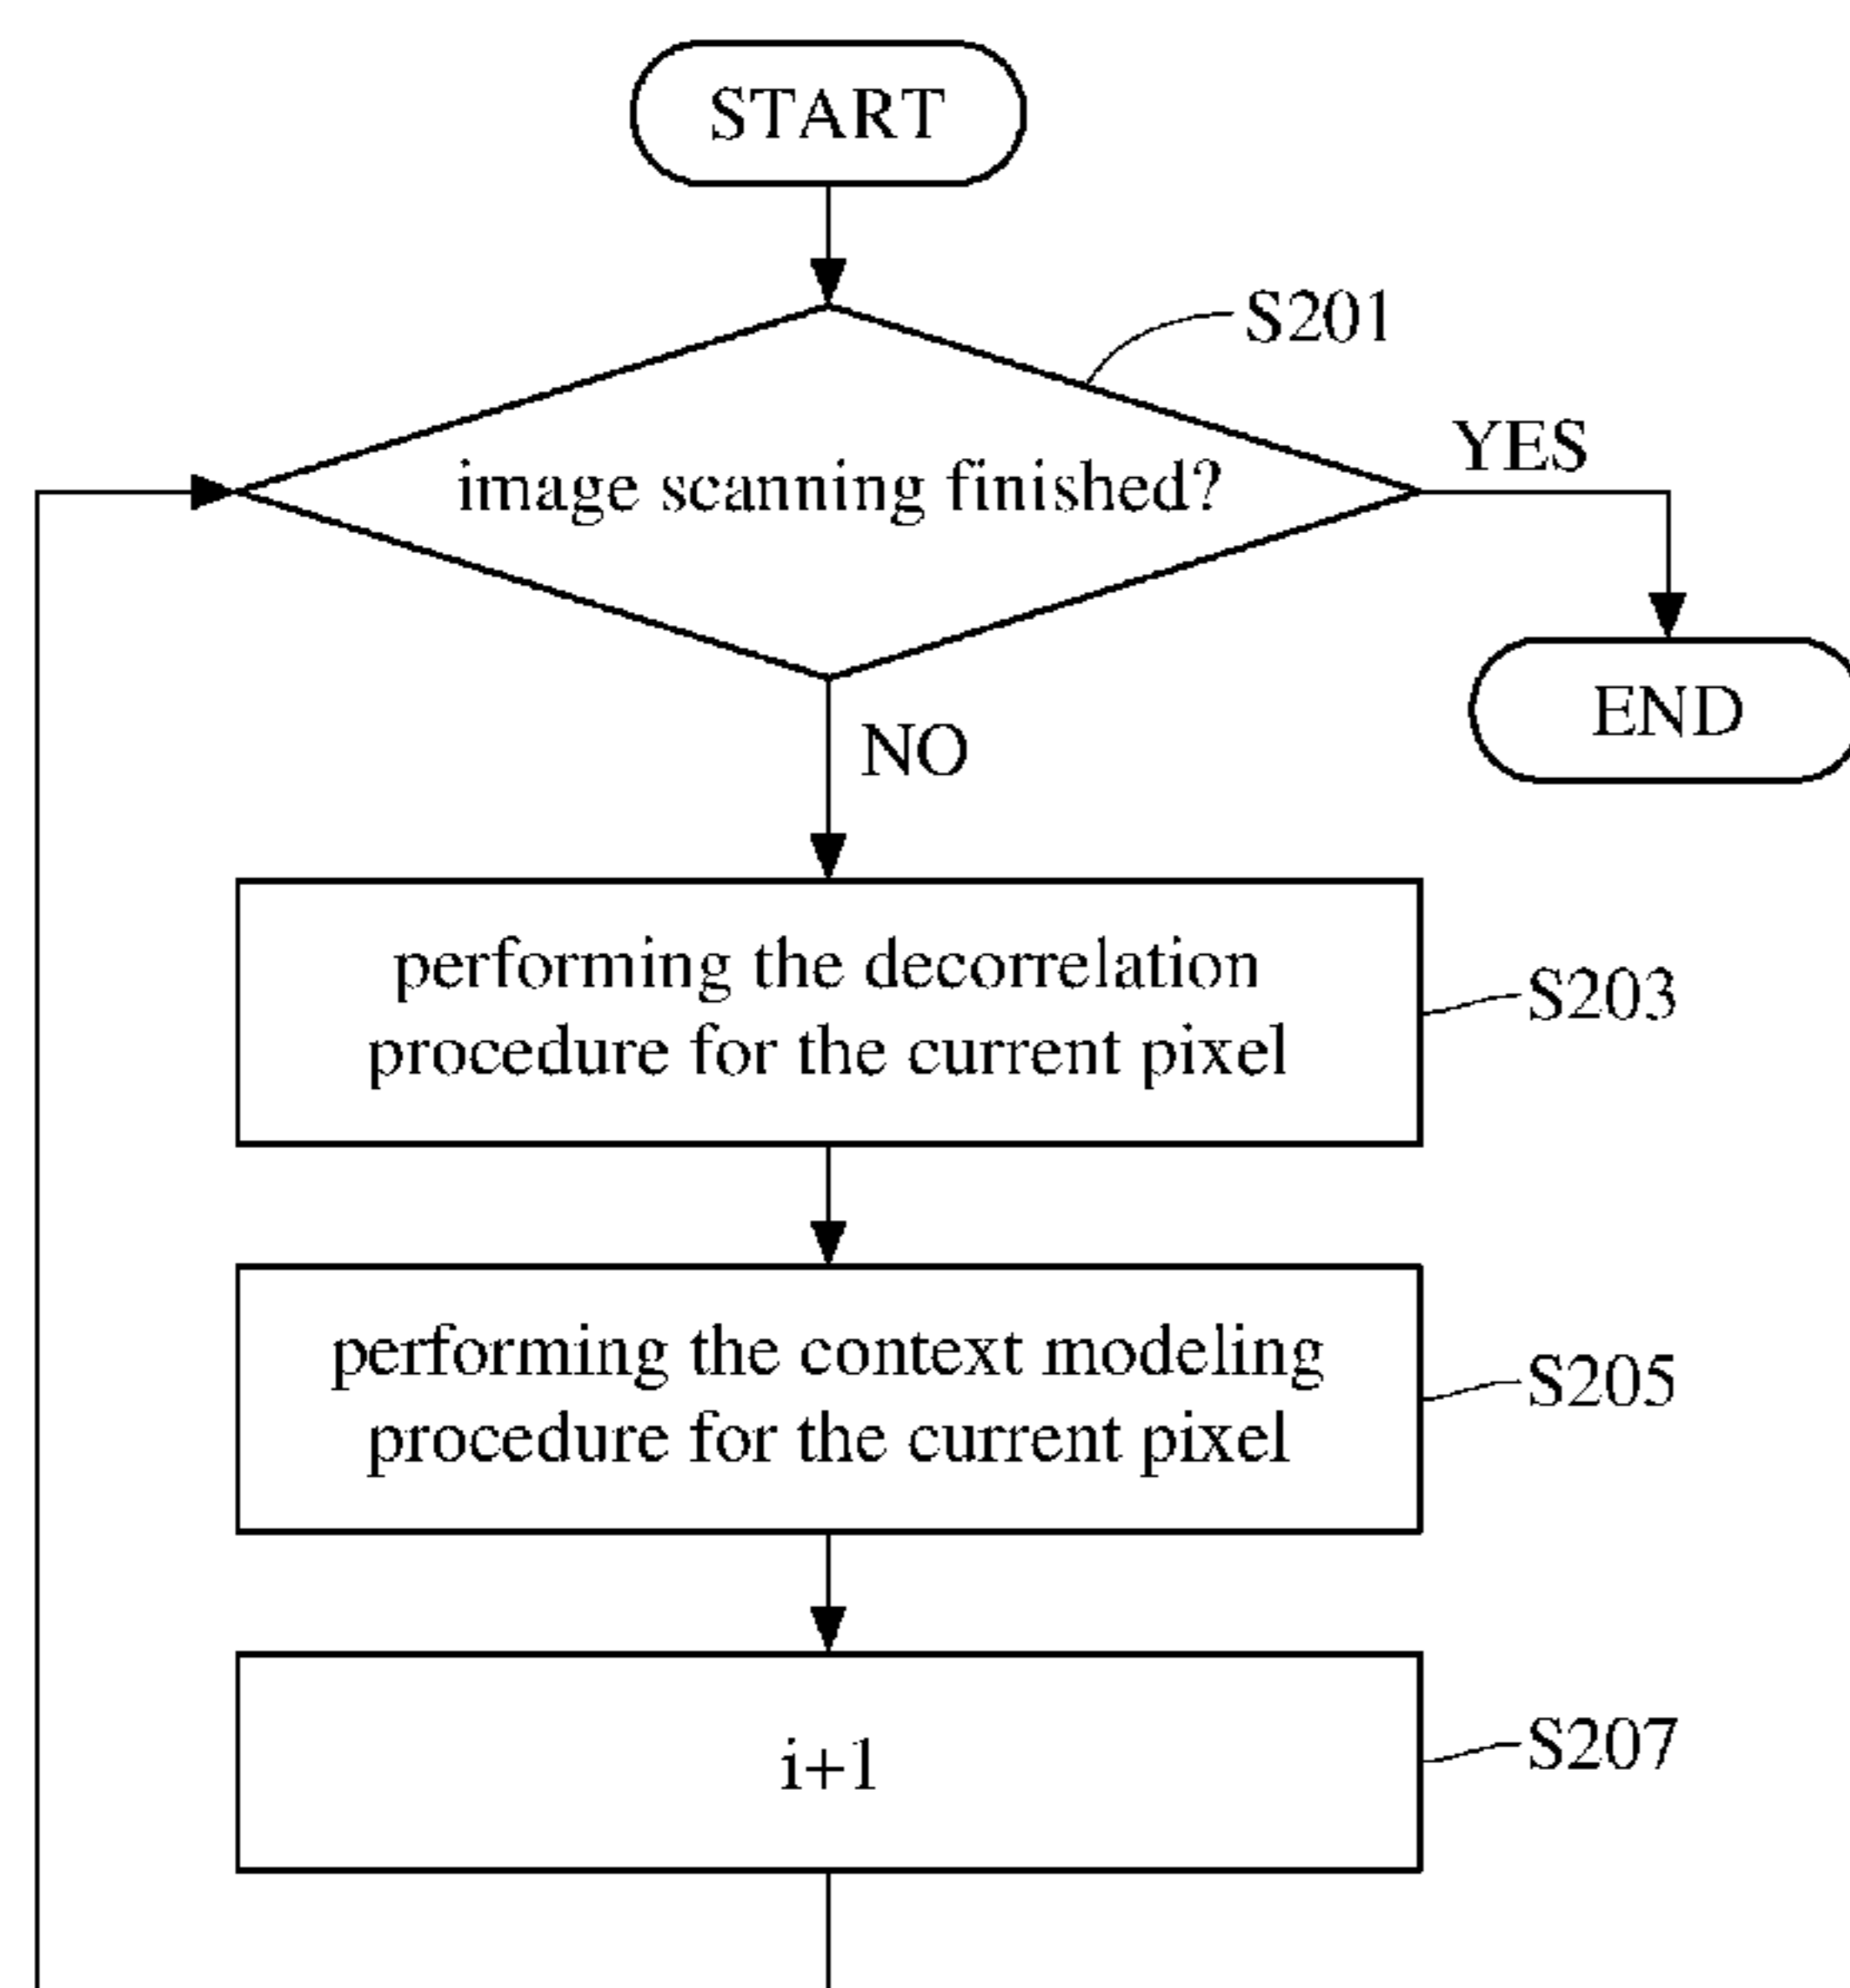 START
S201
YES
image scanning finished?
END
NO
performing the decorrelation
procedure for the current pixel
S203
performing the context modeling
procedure for the current pixel
S205
i+1
S207